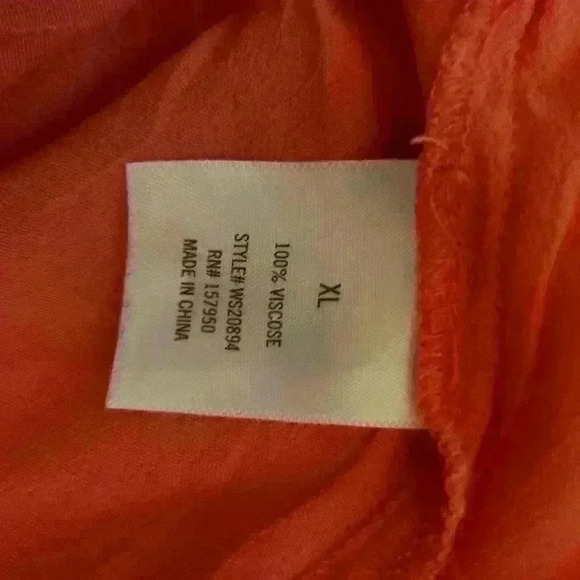 XL
100% VISCOSE
STYLE# WS20894
RN# 157950
MADE IN CHINA